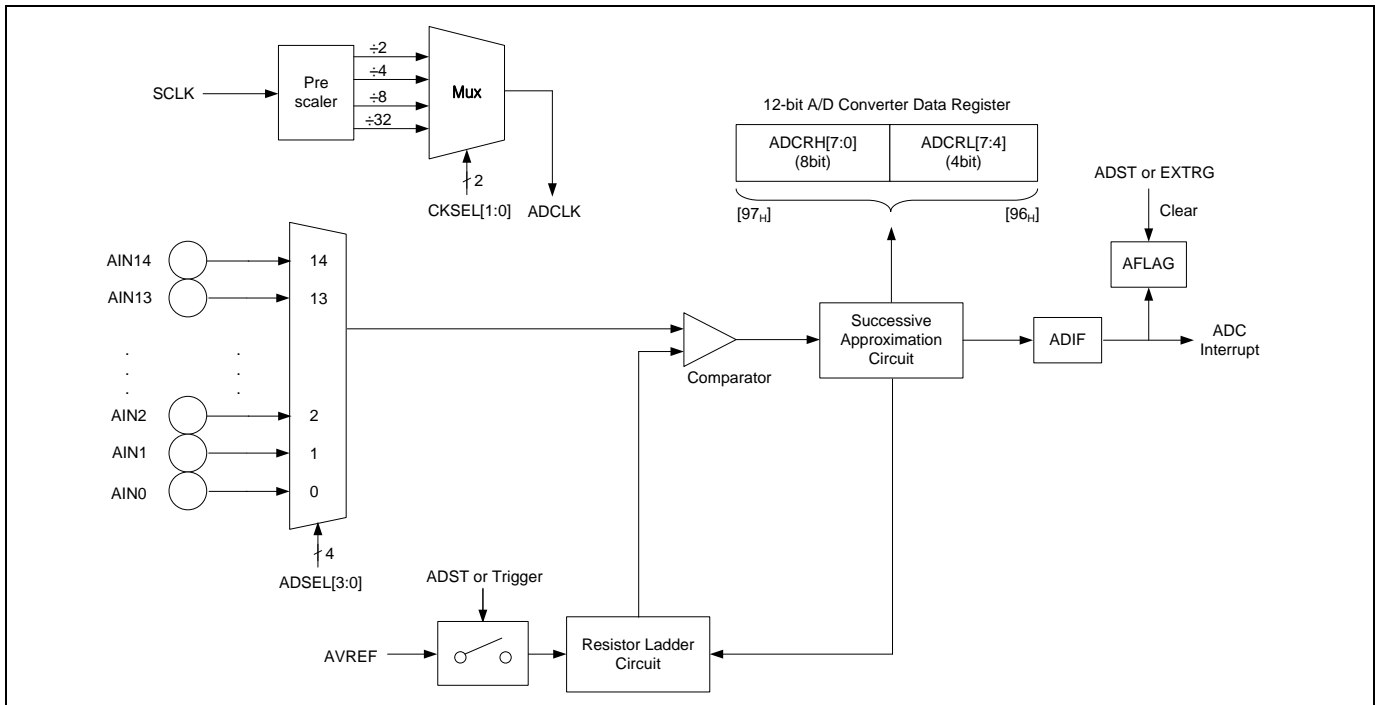 ÷2
÷4
÷8
÷32
SCLK
Pre
scaler
Mux
2
CKSEL[1:0]
ADCLK
12-bit A/D Converter Data Register
ADCRH[7:0]
(8bit)
ADCRL[7:4]
(4bit)
[97H]
[96H]
ADST or EXTRG
Clear
AFLAG
AIN14
14
AIN13
13
. .
. .
. .
AIN2
2
AIN1
1
AIN0
0
4
ADSEL[3:0]
Comparator
Successive
Approximation
Circuit
ADIF
ADC
Interrupt
ADST or Trigger
AVREF
Resistor Ladder
Circuit